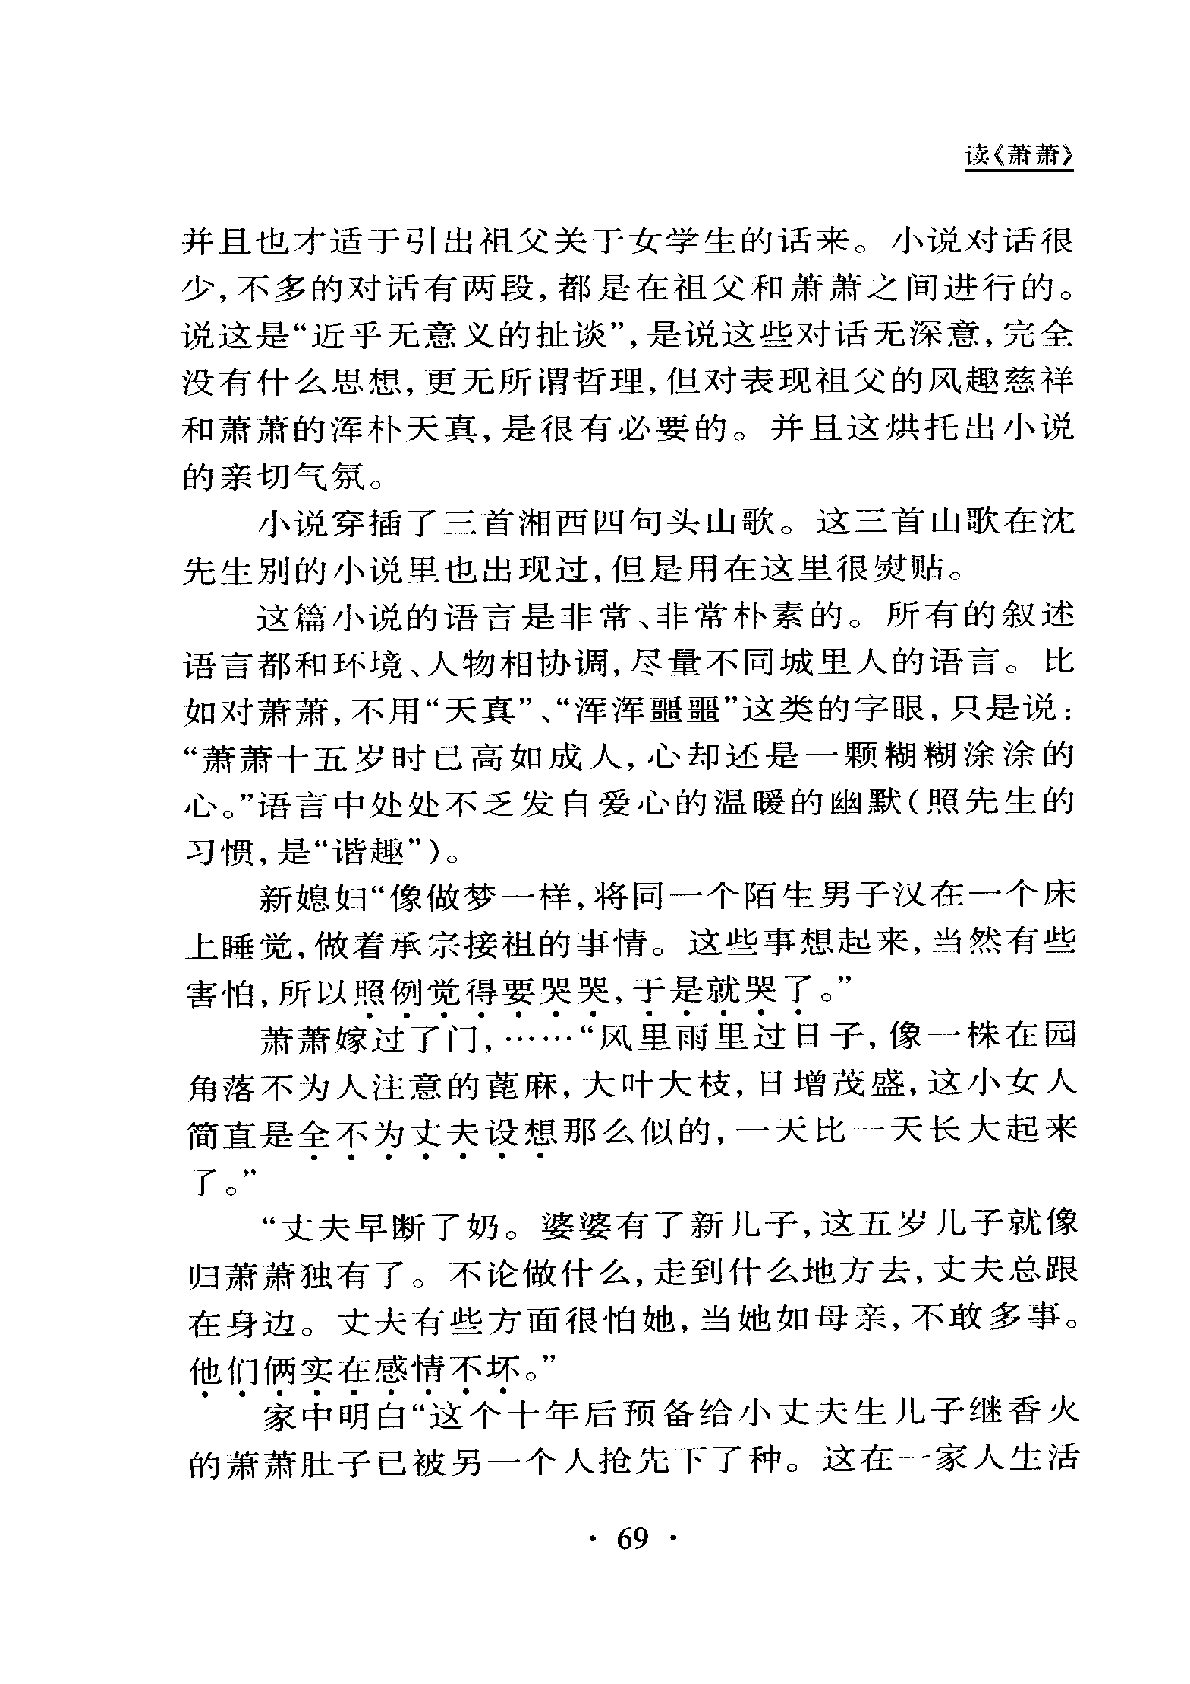 读《萧萧》
并且也才适于引出祖父关于女学生的话来。小说对话很
少,不多的对话有两段,都是在祖父和萧萧之间进行的。
说这是“近乎无意义的扯谈”,是说这些对话无深意,完全
没有什么思想,更无所谓哲理,但对表现祖父的风趣慈祥
和萧萧的浑朴天真,是很有必要的。并且这烘托出小说
的亲切气氛。
小说穿插了三首湘西四句头山歌。这三首山歌在沈
先生别的小说里也出现过,但是用在这里很熨贴。
这篇小说的语言是非常、非常朴素的。所有的叙述
语言都和环境、人物相协调,尽量不同城里人的语言。比
如对萧萧,不用“天真”、“浑浑噩噩”这类的字眼,只是说:
“萧萧十五岁时已高如成人,心却还是一颗糊糊涂涂的
心。”语言中处处不乏发自爱心的温暖的幽默(照先生的
习惯,是“谐趣”)。
新媳妇“像做梦一样,将同一个陌生男子汉在一个床
上睡觉,做着承宗接祖的事情。这些事想起来,当然有些
害怕,所以照例觉得要哭哭,于是就哭了。”
萧萧嫁过了门,……“风里雨里过日子,像一株在园
角落不为人注意的蓖麻,大叶大枝,日增茂盛,这小女人
简直是全不为丈夫设想那么似的,一天比一天长大起来
了。”
“丈夫早断了奶。婆婆有了新儿子,这五岁儿子就像
归萧萧独有了。不论做什么,走到什么地方去,丈夫总跟
在身边。丈夫有些方面很怕她,当她如母亲,不敢多事。
他们俩实在感情不坏。”
家中明白“这个十年后预备给小丈夫生儿子继香火
的萧萧肚子已被另一个人抢先下了种。这在一家人生活
· 69 ·